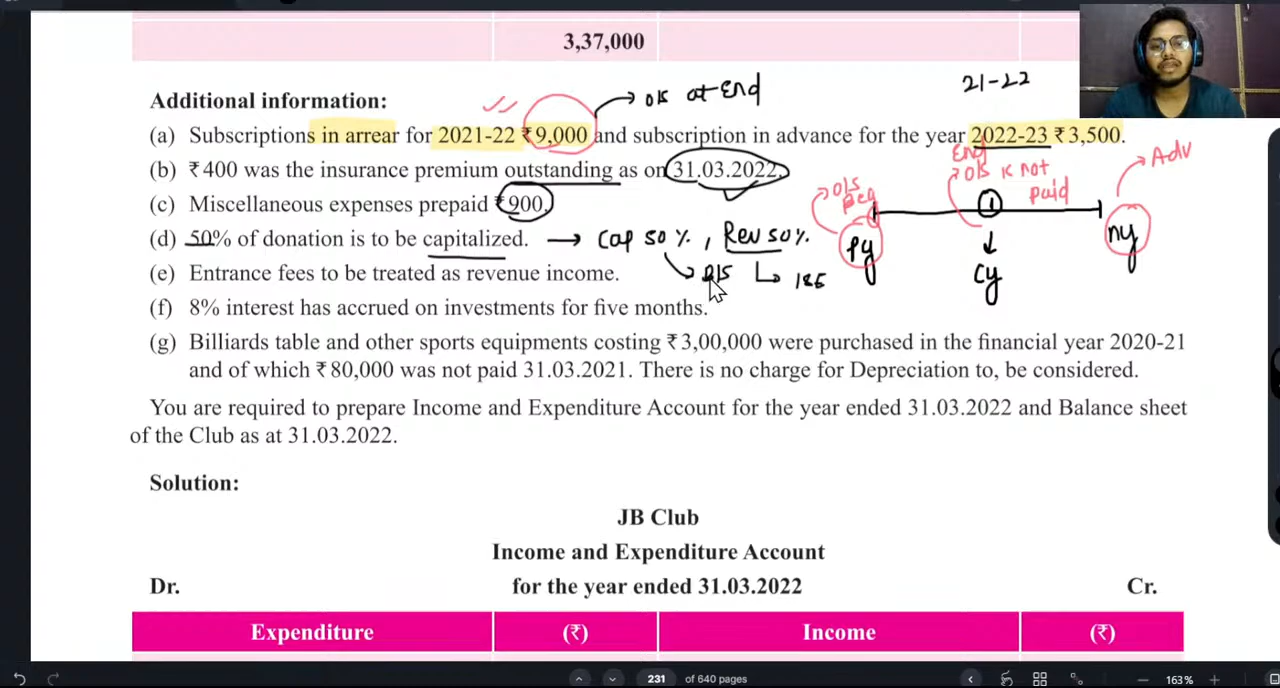 3,37,000
Additional information:
at End
21-22
(a) Subscriptions in arrear for 2021-22 ₹9,000 and subscription in advance for the year 2022-23 ₹3,500.
End
Adv
(b) ₹400 was the insurance premium outstanding as on 31.03.2022.
O/S is not
paid
O/S
Beg
(c) Miscellaneous expenses prepaid ₹900.
1
(d) 50% of donation is to be capitalized. → Cap 50%, Rev 50%.
Py
Cy
ny
(e) Entrance fees to be treated as revenue income.
B/S
I&E
(f) 8% interest has accrued on investments for five months.
(g) Billiards table and other sports equipments costing ₹3,00,000 were purchased in the financial year 2020-21
and of which ₹80,000 was not paid 31.03.2021. There is no charge for Depreciation to, be considered.
You are required to prepare Income and Expenditure Account for the year ended 31.03.2022 and Balance sheet
of the Club as at 31.03.2022.
Solution:
JB Club
Income and Expenditure Account
Dr. for the year ended 31.03.2022 Cr.
Expenditure (₹) Income (₹)
231 of 640 pages
163%